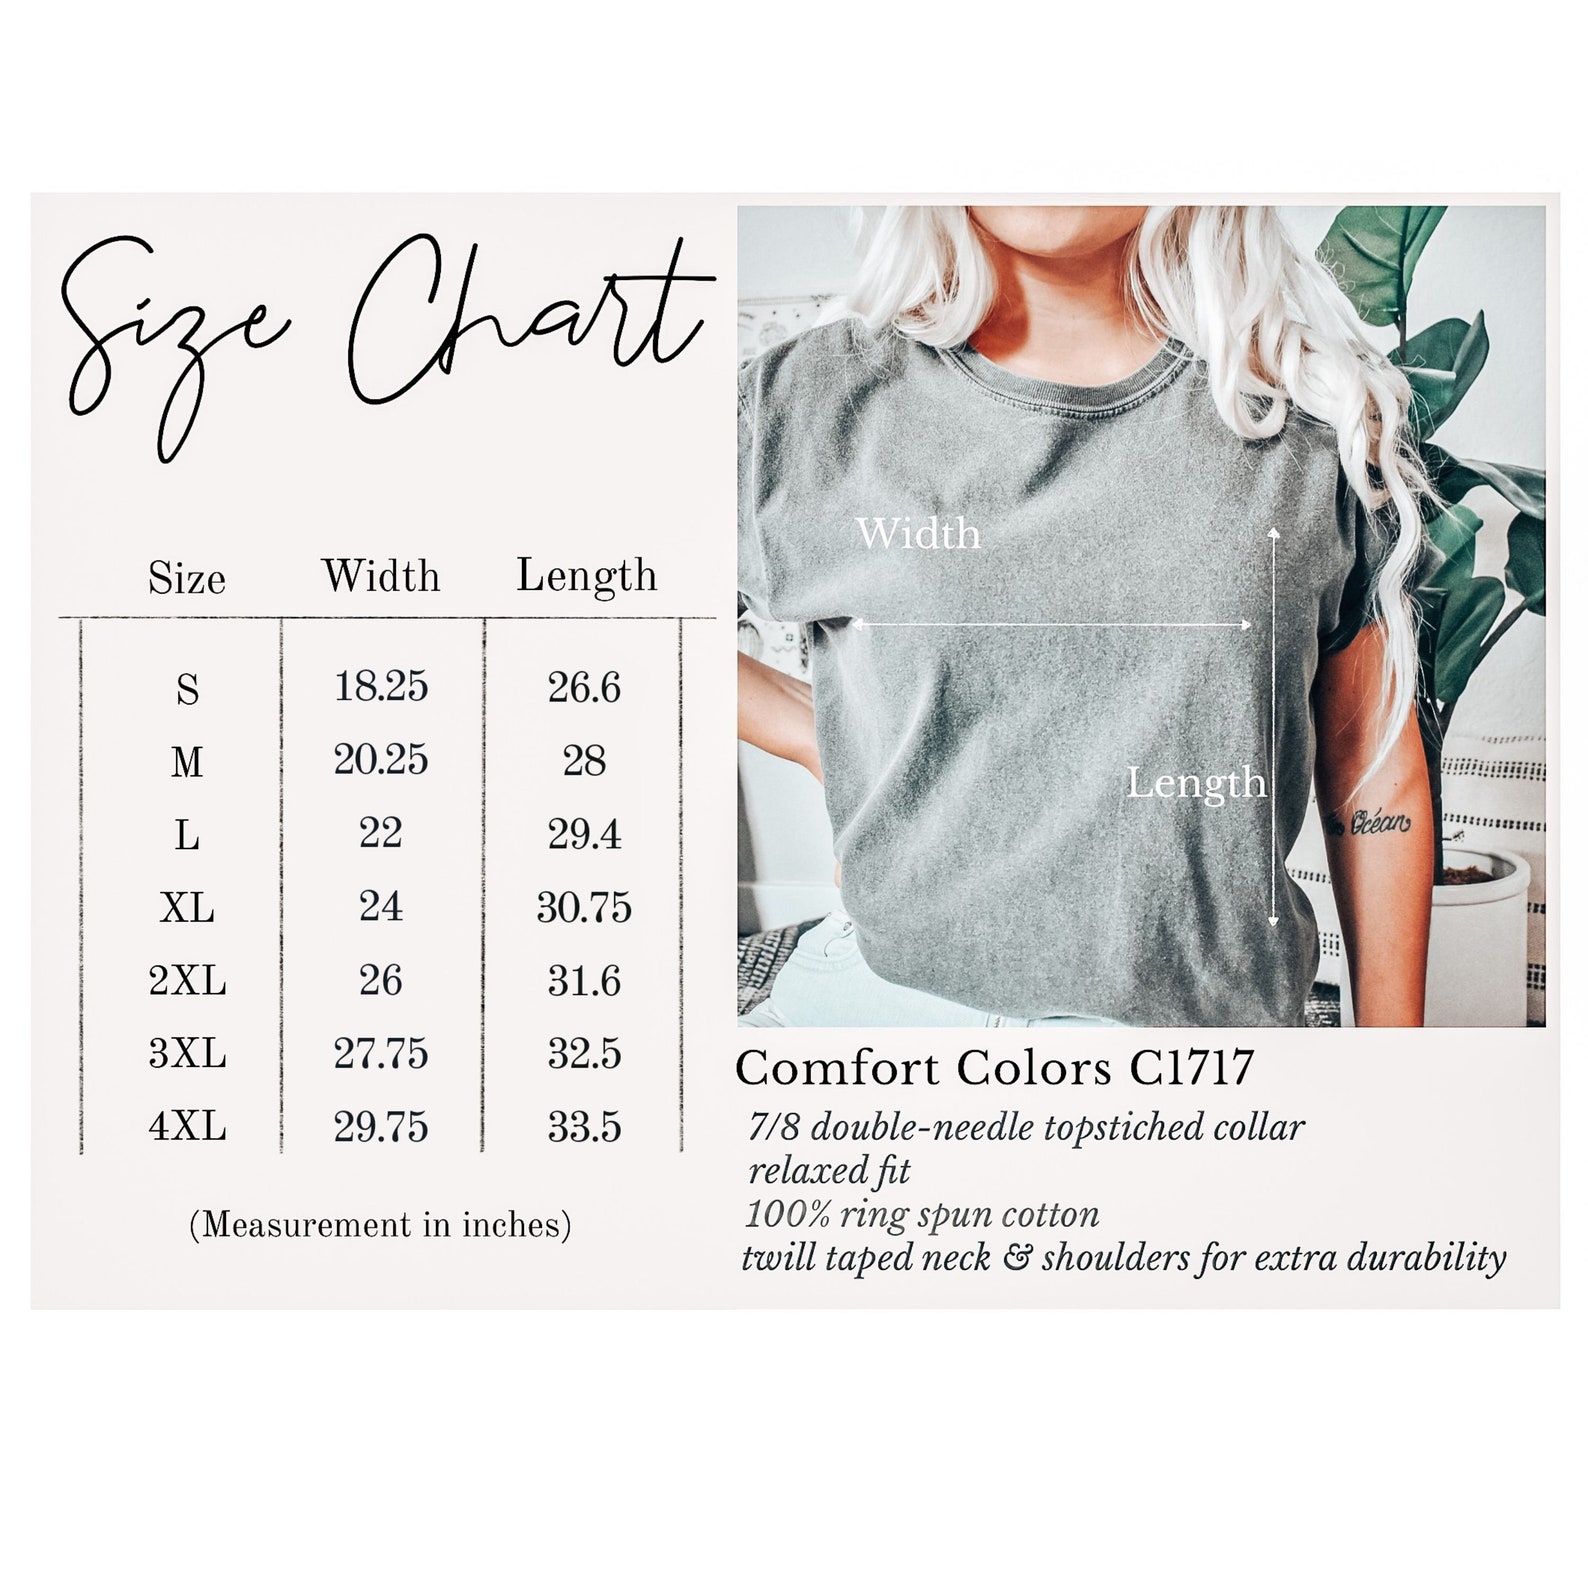 Size Chart
Size Width Length
S 18.25 26.6
M 20.25 28
L 22 29.4
XL 24 30.75
2XL 26 31.6
3XL 27.75 32.5
4XL 29.75 33.5
(Measurement in inches)
Width
Length
Océan
Comfort Colors C1717
7/8 double-needle topstiched collar
relaxed fit
100% ring spun cotton
twill taped neck & shoulders for extra durability